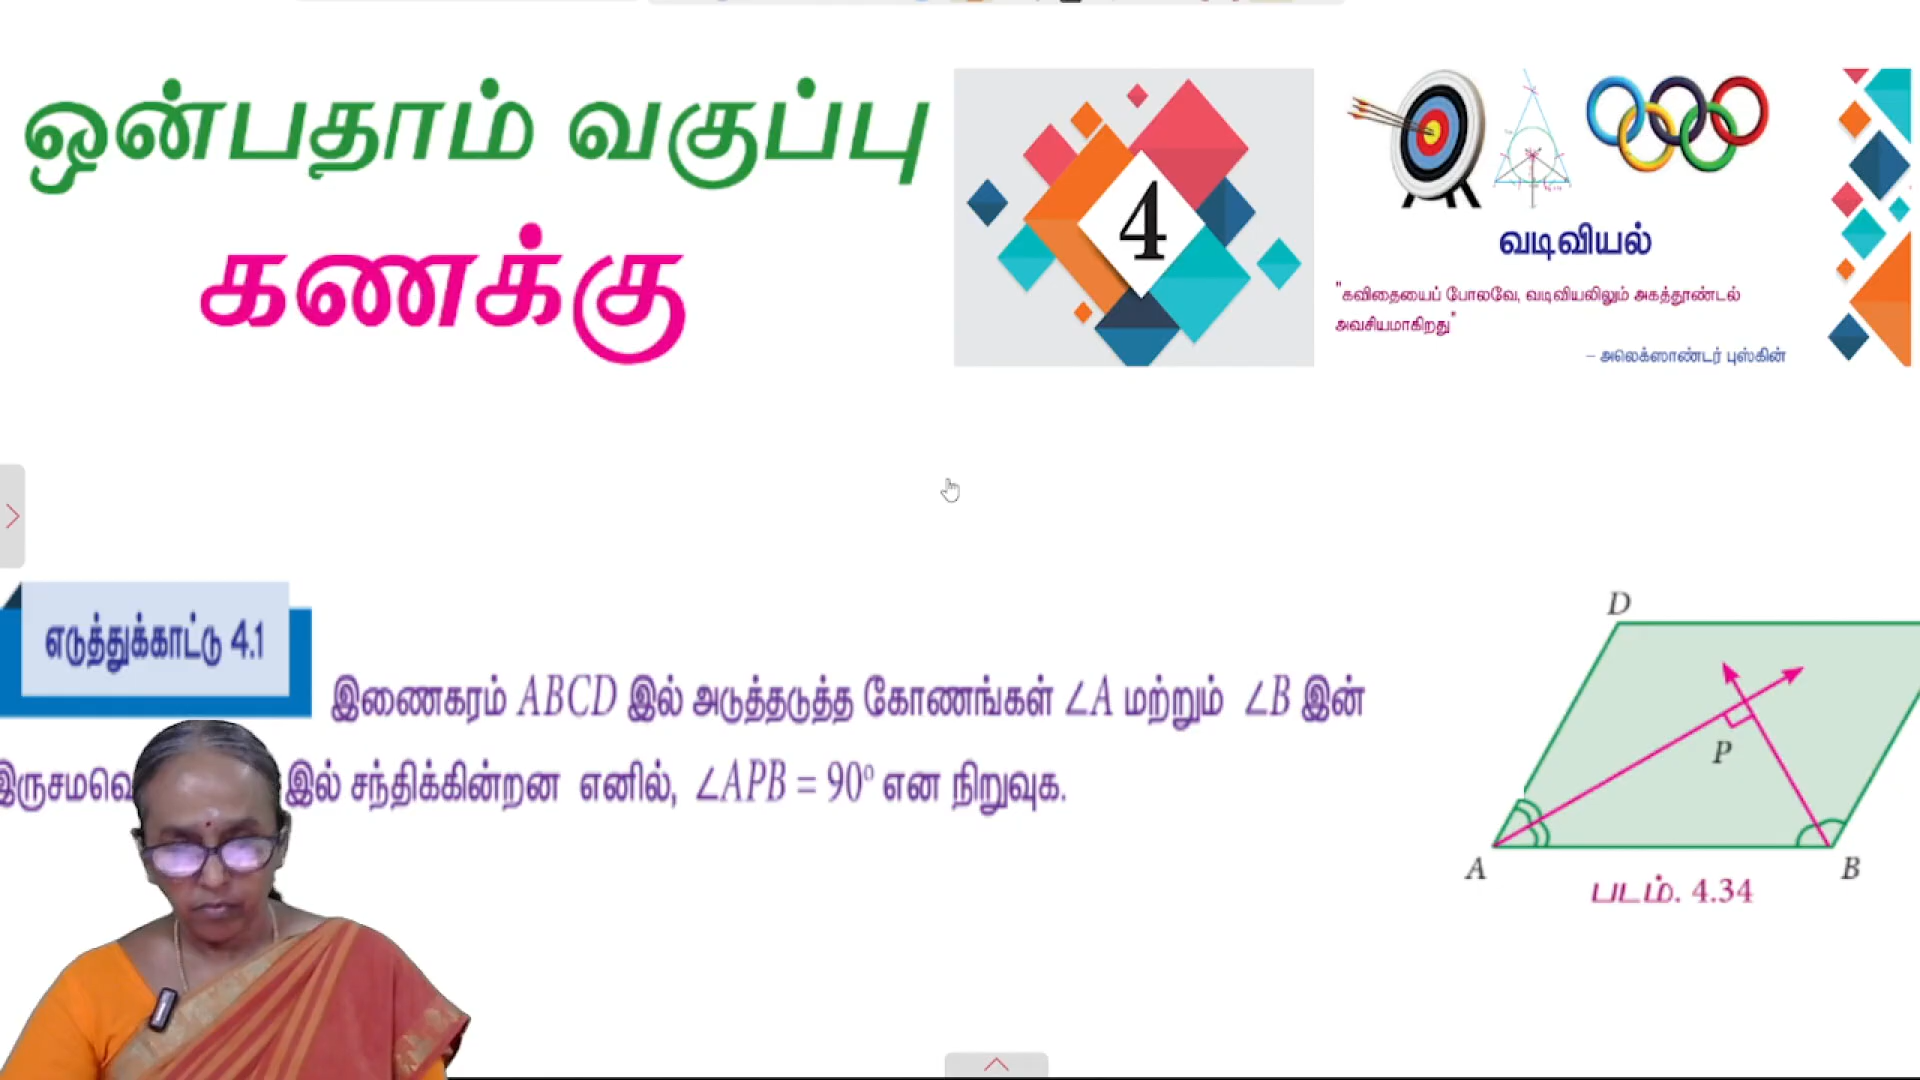 ஒன்பதாம் வகுப்பு
கணக்கு
4
வடிவியல்
"கவிதையைப் போலவே, வடிவியலிலும் அகத்தூண்டல்
அவசியமாகிறது"
– அலெக்ஸாண்டர் புஸ்கின்
எடுத்துக்காட்டு 4.1
இணைகரம் ABCD இல் அடுத்தடுத்த கோணங்கள் ∠A மற்றும் ∠B இன்
இல் சந்திக்கின்றன எனில், ∠APB = 90° என நிறுவுக.
D
P
A
B
படம். 4.34